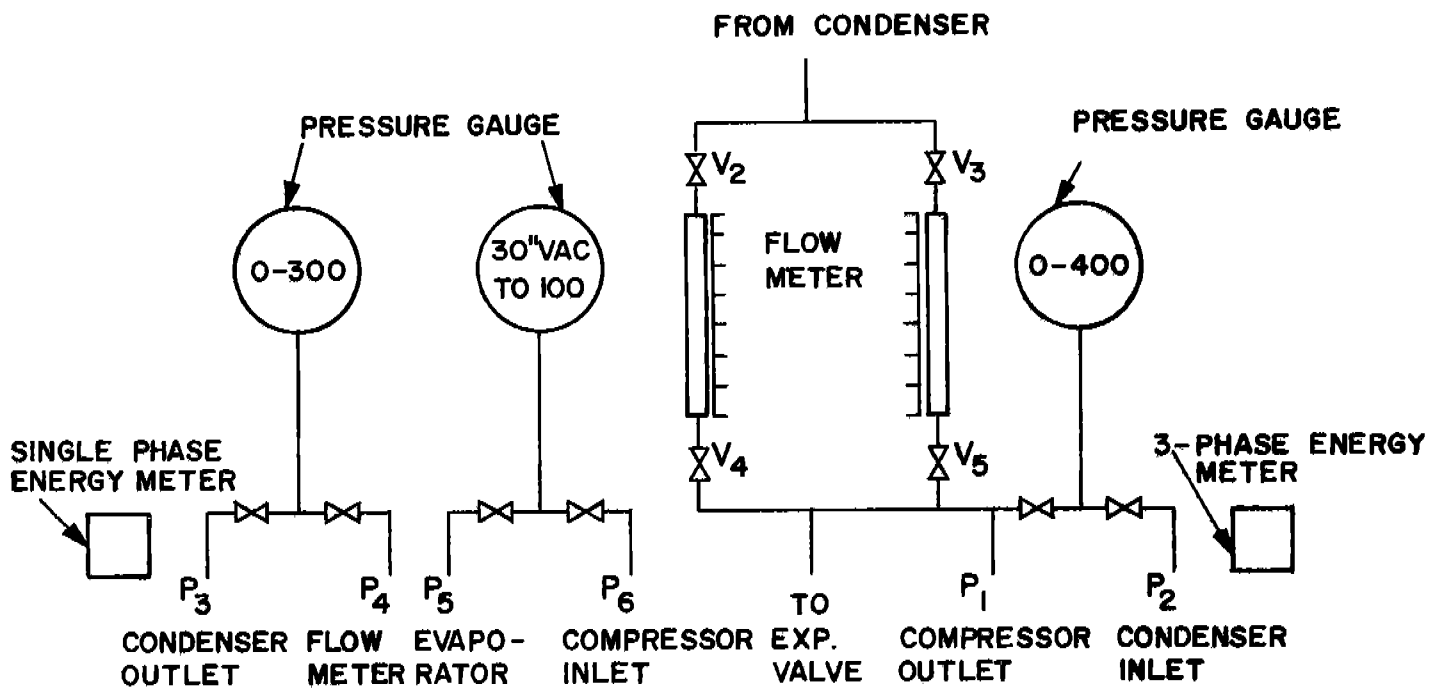 FROM CONDENSER
PRESSURE GAUGE
PRESSURE GAUGE
V2
V3
0-300
30"VAC
TO 100
FLOW
METER
0-400
SINGLE PHASE
ENERGY METER
V4
V5
3-PHASE ENERGY
METER
P3
P4
P5
P6
TO
EXP.
VALVE
P1
P2
CONDENSER
OUTLET
FLOW
METER
EVAPO-
RATOR
COMPRESSOR
INLET
COMPRESSOR
OUTLET
CONDENSER
INLET